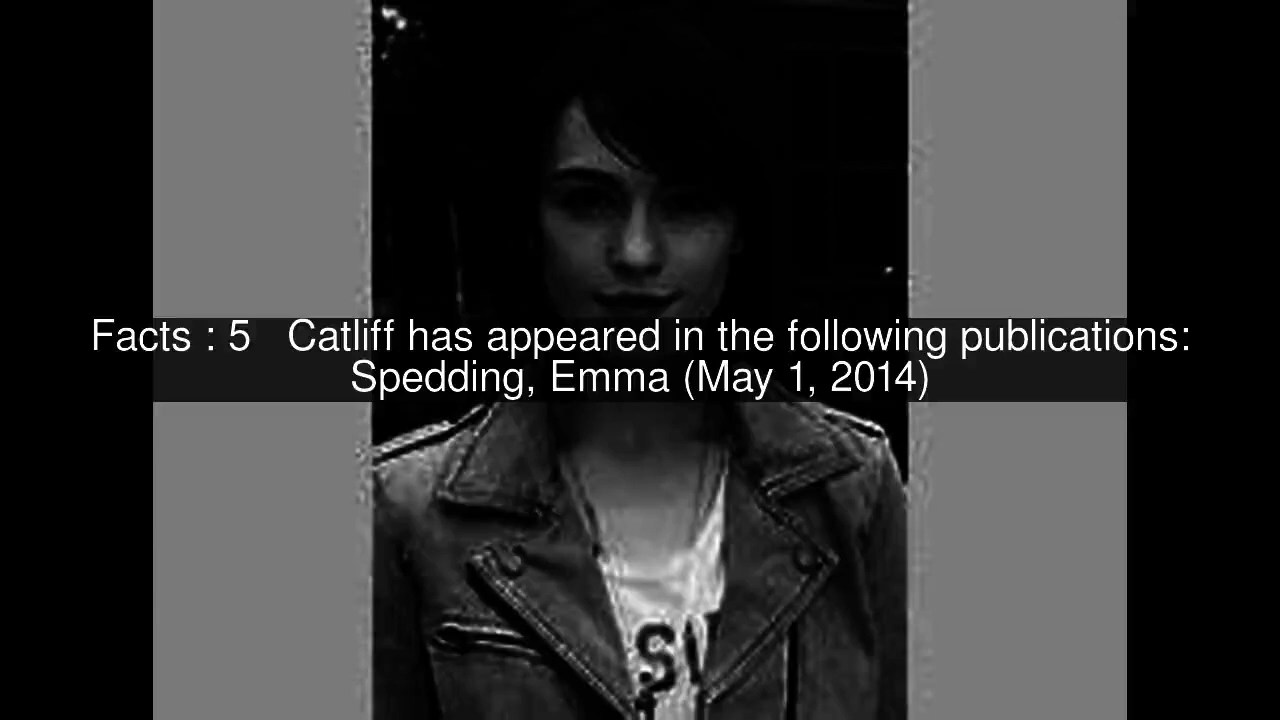 Facts : 5   Catliff has appeared in the following publications:
Spedding, Emma (May 1, 2014)